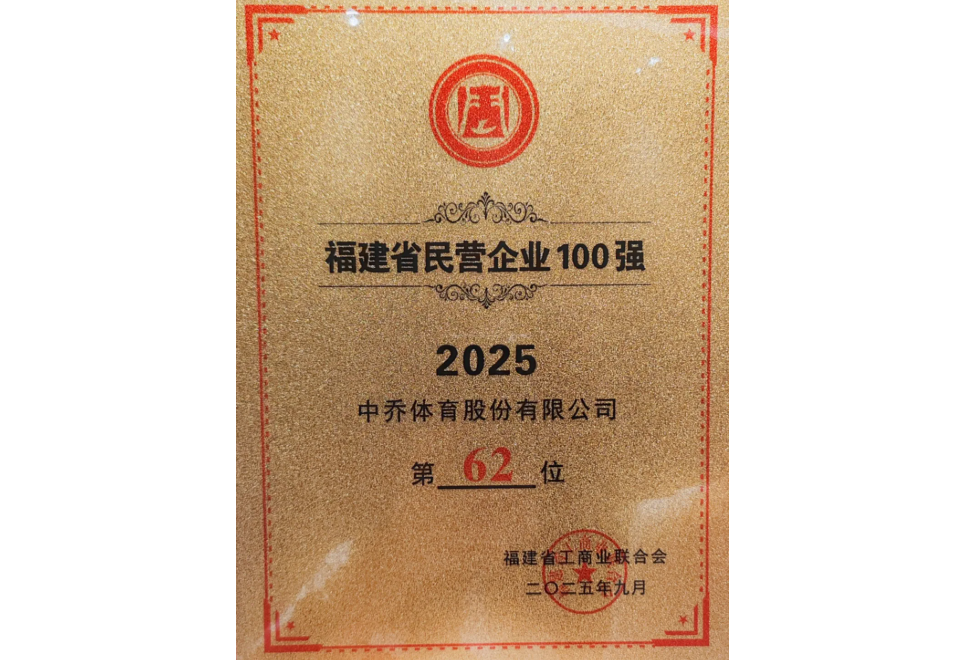 福建省民营企业100强
2025
中乔体育股份有限公司
第62位
福建省工商业联合会
二〇二五年九月